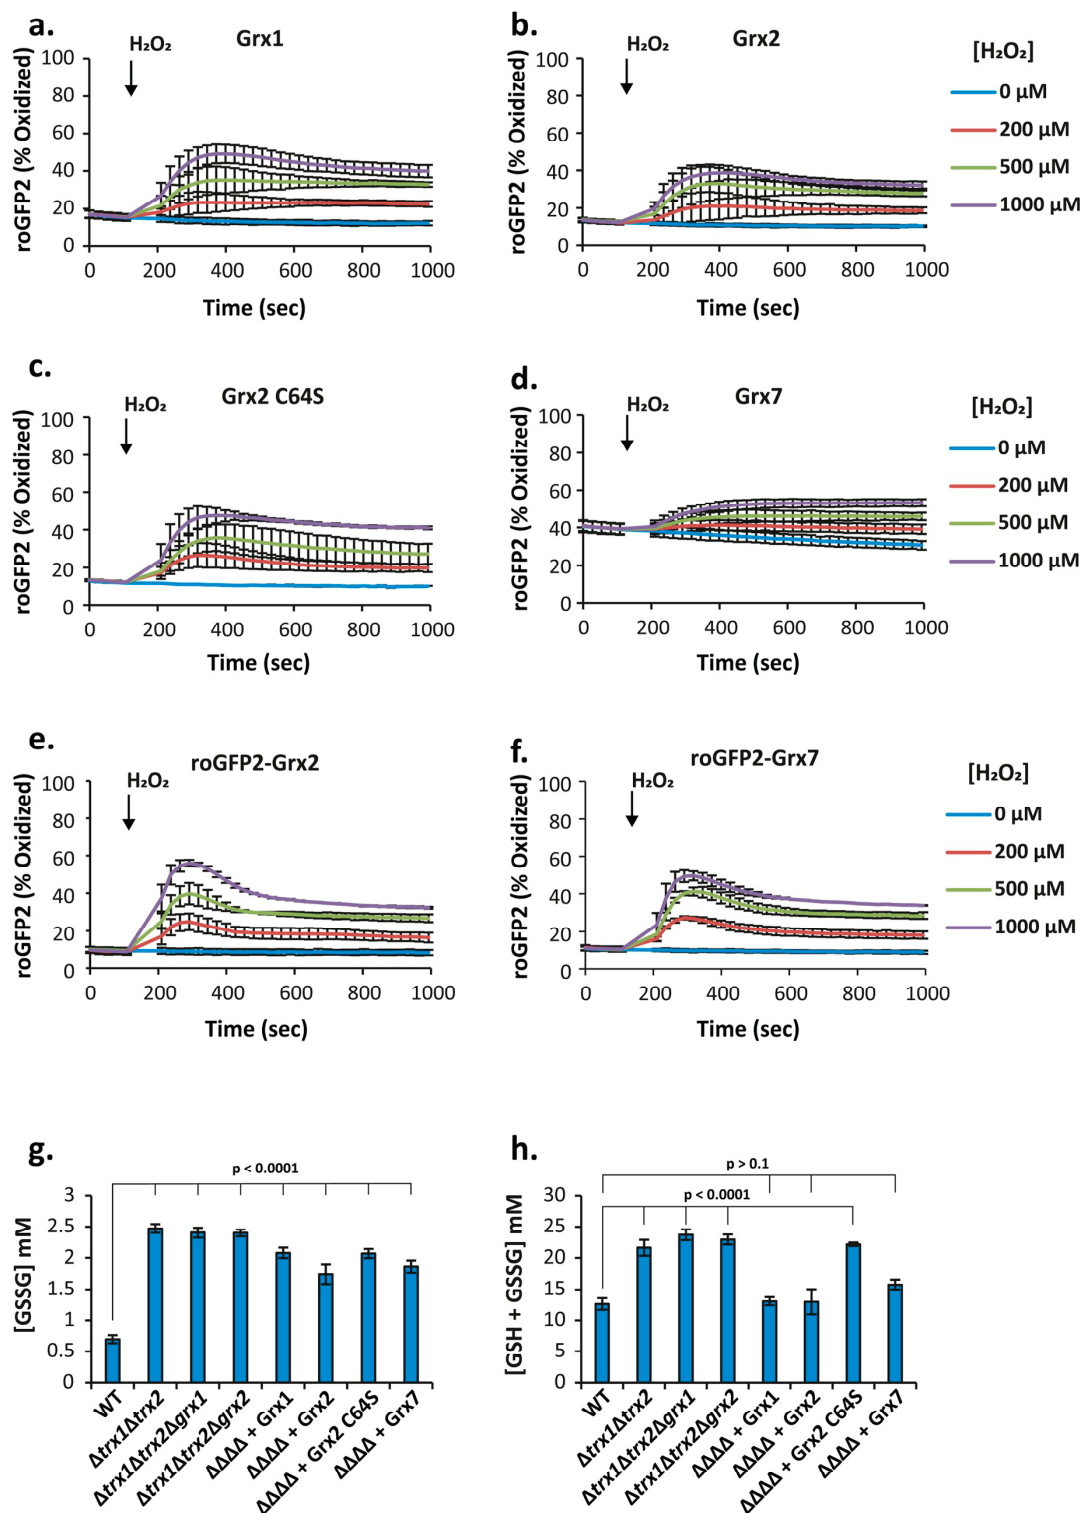 a.
Grx1
H₂O₂
roGFP2 (% Oxidized)
100
80
60
40
20
0
0 200 400 600 800 1000
Time (sec)
b.
Grx2
H₂O₂
roGFP2 (% Oxidized)
100
80
60
40
20
0
0 200 400 600 800 1000
Time (sec)
[H₂O₂]
0 µM
200 µM
500 µM
1000 µM
c.
Grx2 C64S
H₂O₂
roGFP2 (% Oxidized)
100
80
60
40
20
0
0 200 400 600 800 1000
Time (sec)
d.
Grx7
H₂O₂
roGFP2 (% Oxidized)
100
80
60
40
20
0
0 200 400 600 800 1000
Time (sec)
[H₂O₂]
0 µM
200 µM
500 µM
1000 µM
e.
roGFP2-Grx2
H₂O₂
roGFP2 (% Oxidized)
100
80
60
40
20
0
0 200 400 600 800 1000
Time (sec)
f.
roGFP2-Grx7
H₂O₂
roGFP2 (% Oxidized)
100
80
60
40
20
0
0 200 400 600 800 1000
Time (sec)
[H₂O₂]
0 µM
200 µM
500 µM
1000 µM
g.
p < 0.0001
[GSSG] mM
3
2.5
2
1.5
1
0.5
0
WT
Δtrx1Δtrx2
Δtrx1Δtrx2Δgrx1
Δtrx1Δtrx2Δgrx2
ΔΔΔΔ + Grx1
ΔΔΔΔ + Grx2
ΔΔΔΔ + Grx2 C64S
ΔΔΔΔ + Grx7
h.
p > 0.1
p < 0.0001
[GSH + GSSG] mM
30
25
20
15
10
5
0
WT
Δtrx1Δtrx2
Δtrx1Δtrx2Δgrx1
Δtrx1Δtrx2Δgrx2
ΔΔΔΔ + Grx1
ΔΔΔΔ + Grx2
ΔΔΔΔ + Grx2 C64S
ΔΔΔΔ + Grx7